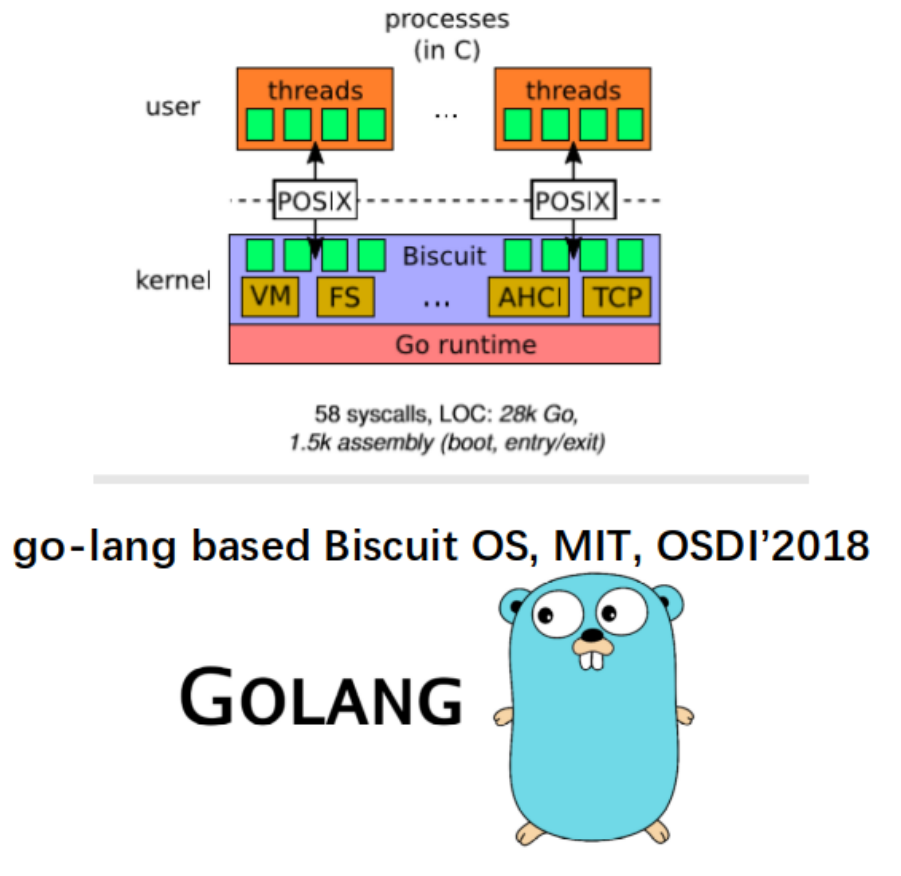 processes
(in C)
user
threads
...
threads
POSIX
POSIX
kernel
Biscuit
VM
FS
...
AHCI
TCP
Go runtime
58 syscalls, LOC: 28k Go,
1.5k assembly (boot, entry/exit)
go-lang based Biscuit OS, MIT, OSDI’2018
GOLANG